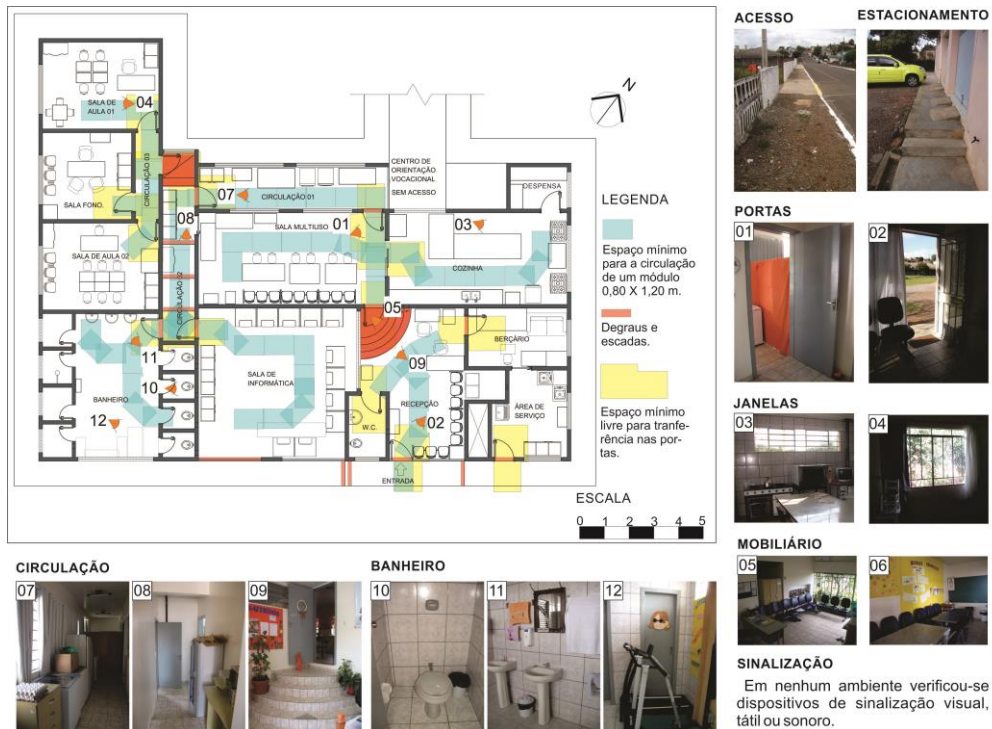 SALA DE
AULA 01
04
CIRCULAÇÃO 03
SALA FONO.
SALA DE AULA 02
07
CIRCULAÇÃO 01
08
SALA MULTIUSO
01
CENTRO DE
ORIENTAÇÃO
VOCACIONAL
SEM ACESSO
03
DESPENSA
COZINHA
CIRCULAÇÃO 02
05
11
10
BANHEIRO
12
SALA DE
INFORMÁTICA
09
RECEPÇÃO
02
W.C.
BERÇÁRIO
ÁREA DE
SERVIÇO
ENTRADA
N
LEGENDA
Espaço mínimo
para a circulação
de um módulo
0,80 X 1,20 m.
Degraus e
escadas.
Espaço mínimo
livre para tranfe-
rência nas por-
tas.
ESCALA
0 1 2 3 4 5
ACESSO
ESTACIONAMENTO
PORTAS
01
02
JANELAS
03
04
MOBILIÁRIO
05
06
SINALIZAÇÃO
Em nenhum ambiente verificou-se
dispositivos de sinalização visual,
tátil ou sonoro.
CIRCULAÇÃO
07
08
09
BANHEIRO
10
11
12